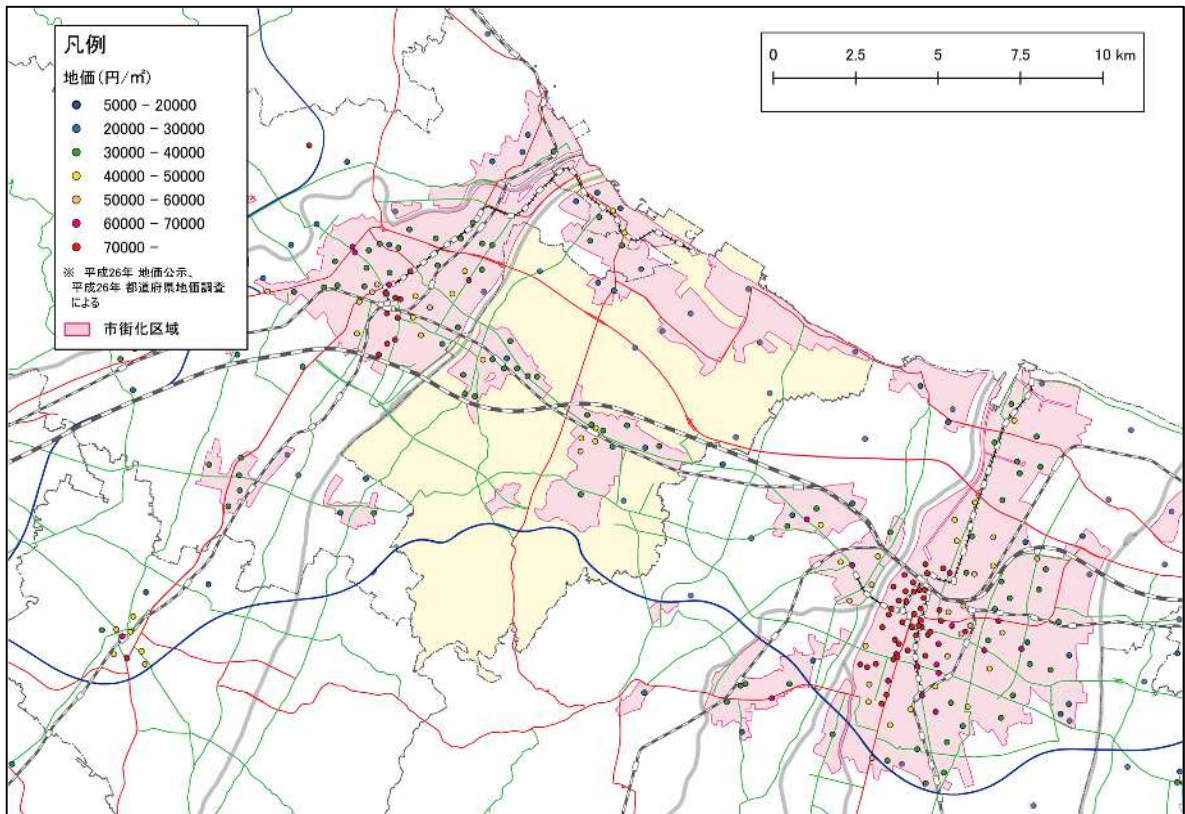 凡例
地価(円/㎡)
5000 - 20000
20000 - 30000
30000 - 40000
40000 - 50000
50000 - 60000
60000 - 70000
70000 -
※ 平成26年 地価公示、
平成26年 都道府県地価調査
による
市街化区域
0 2.5 5 7.5 10 km